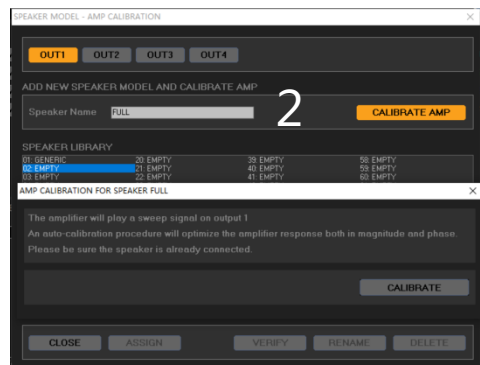 SPEAKER MODEL - AMP CALIBRATION
OUT1 OUT2 OUT3 OUT4
ADD NEW SPEAKER MODEL AND CALIBRATE AMP
Speaker Name FULL 2 CALIBRATE AMP
SPEAKER LIBRARY
01: GENERIC 20: EMPTY 39: EMPTY 58: EMPTY
02: EMPTY 21: EMPTY 40: EMPTY 59: EMPTY
03: EMPTY 22: EMPTY 41: EMPTY 60: EMPTY
AMP CALIBRATION FOR SPEAKER FULL
The amplifier will play a sweep signal on output 1
An auto-calibration procedure will optimize the amplifier response both in magnitude and phase.
Please be sure the speaker is already connected.
CALIBRATE
CLOSE ASSIGN VERIFY RENAME DELETE